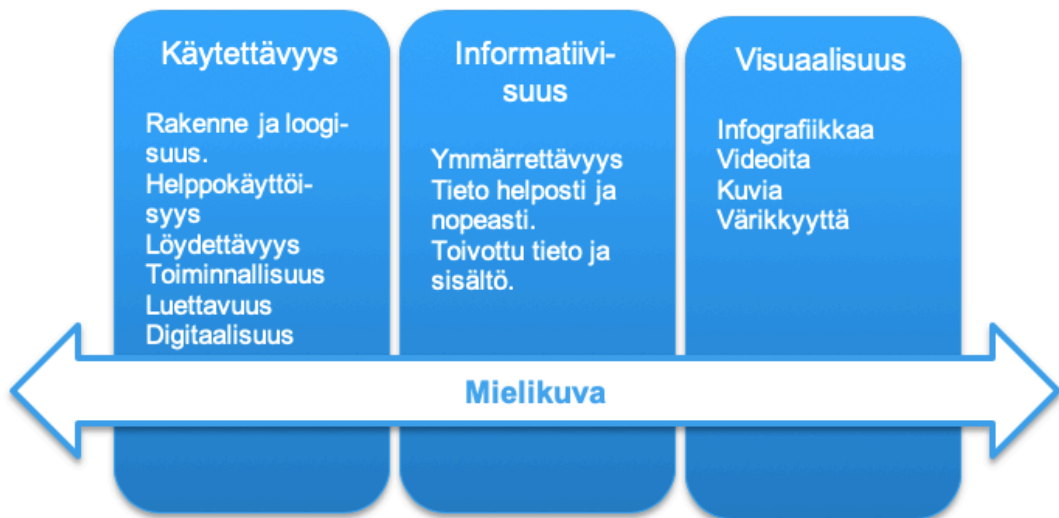 Käytettävyys
Rakenne ja loogi-
suus.
Helppokäyttöi-
syys
Löydettävyys
Toiminnallisuus
Luettavuus
Digitaalisuus
Informatiivi-
suus
Ymmärrettävyys
Tieto helposti ja
nopeasti.
Toivottu tieto ja
sisältö.
Visuaalisuus
Infografiikkaa
Videoita
Kuvia
Värikkyyttä
Mielikuva